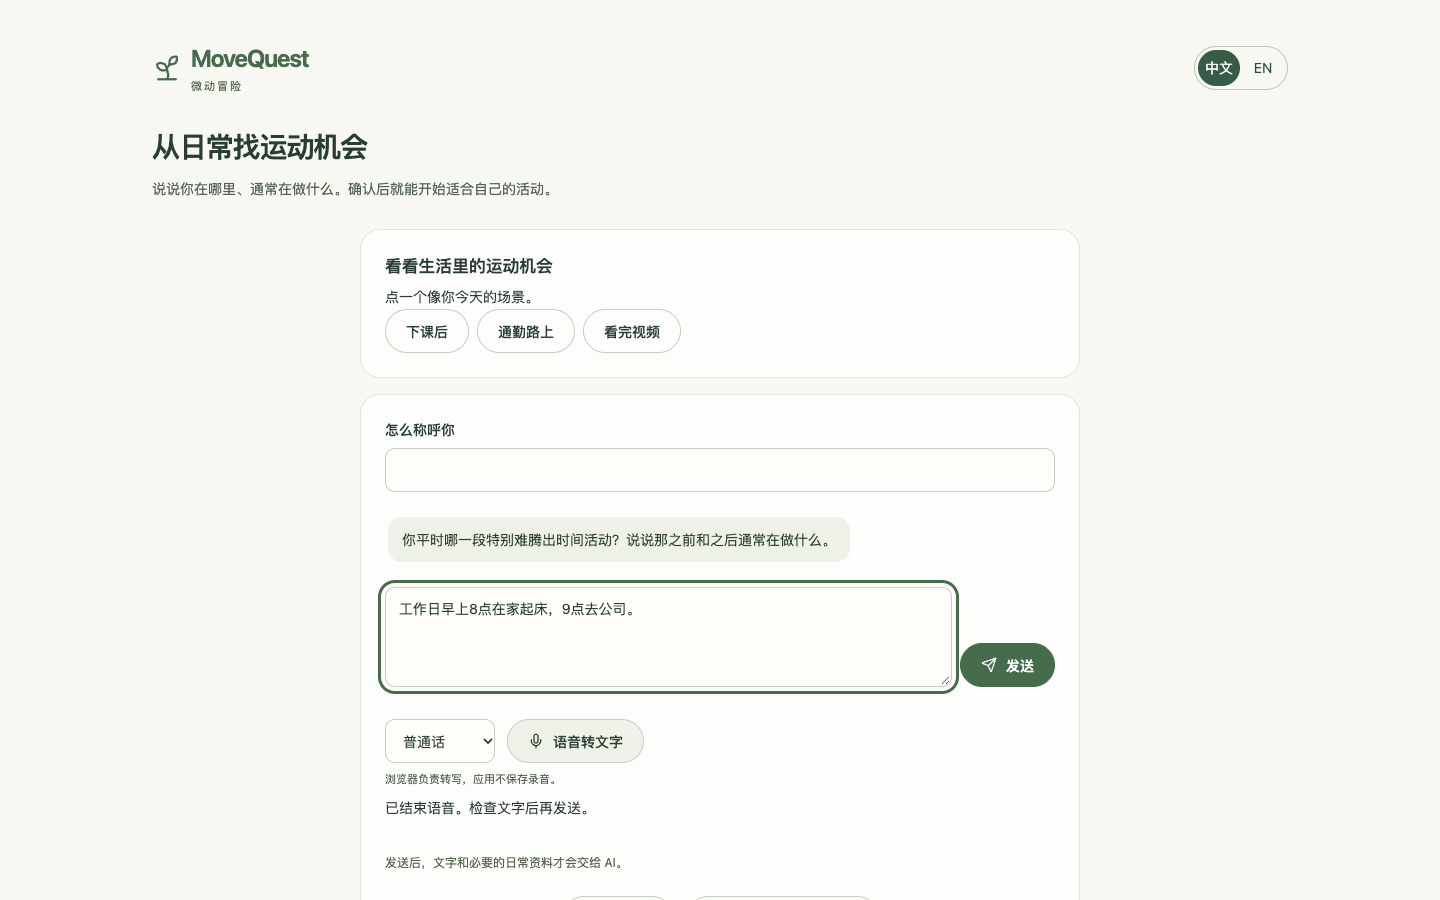 MoveQuest
微动冒险
中文 EN
从日常找运动机会
说说你在哪里、通常在做什么。确认后就能开始适合自己的活动。
看看生活里的运动机会
点一个像你今天的场景。
下课后 通勤路上 看完视频
怎么称呼你
你平时哪一段特别难腾出时间活动？说说那之前和之后通常在做什么。
工作日早上8点在家起床，9点去公司。
发送
普通话 语音转文字
浏览器负责转写，应用不保存录音。
已结束语音。检查文字后再发送。
发送后，文字和必要的日常资料才会交给 AI。